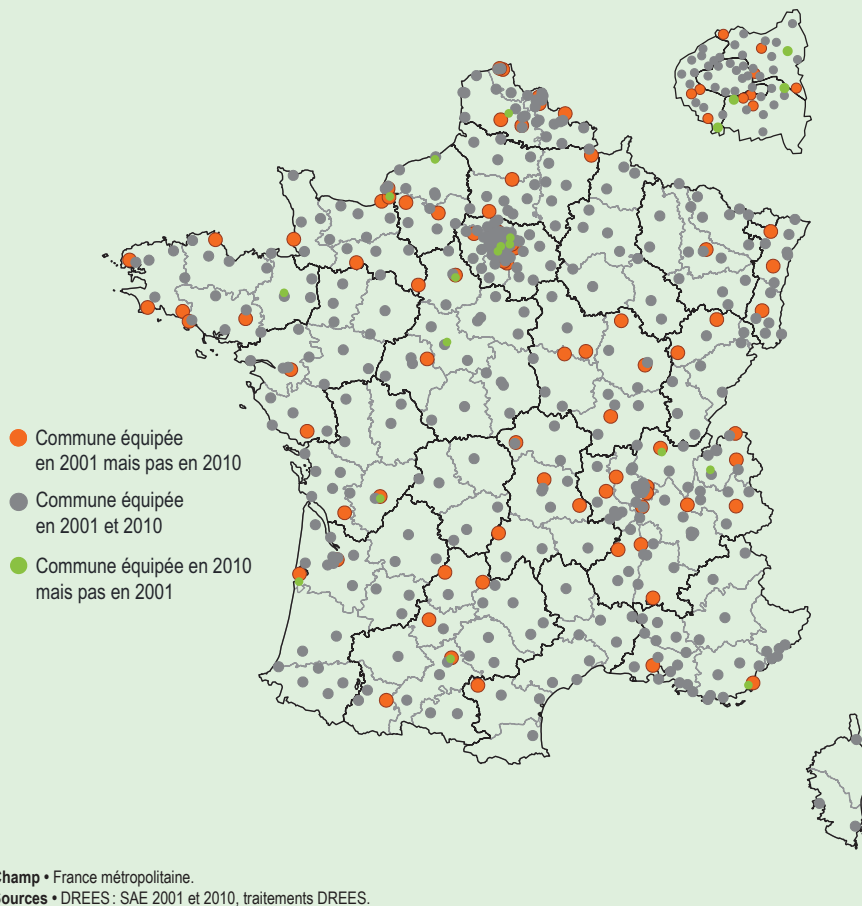 Commune équipée
en 2001 mais pas en 2010
Commune équipée
en 2001 et 2010
Commune équipée en 2010
mais pas en 2001
Champ • France métropolitaine.
Sources • DREES : SAE 2001 et 2010, traitements DREES.